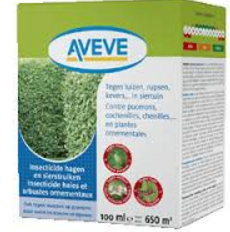 AVEVE
Tegen luizen, rupsen,
kevers,... in siertuin
Contre pucerons,
cochenilles, chenilles,...
en plantes
ornementales
Insecticide hagen
en sierstruiken
Insecticide haies et
arbustes ornementaux
100 ml
650 m²